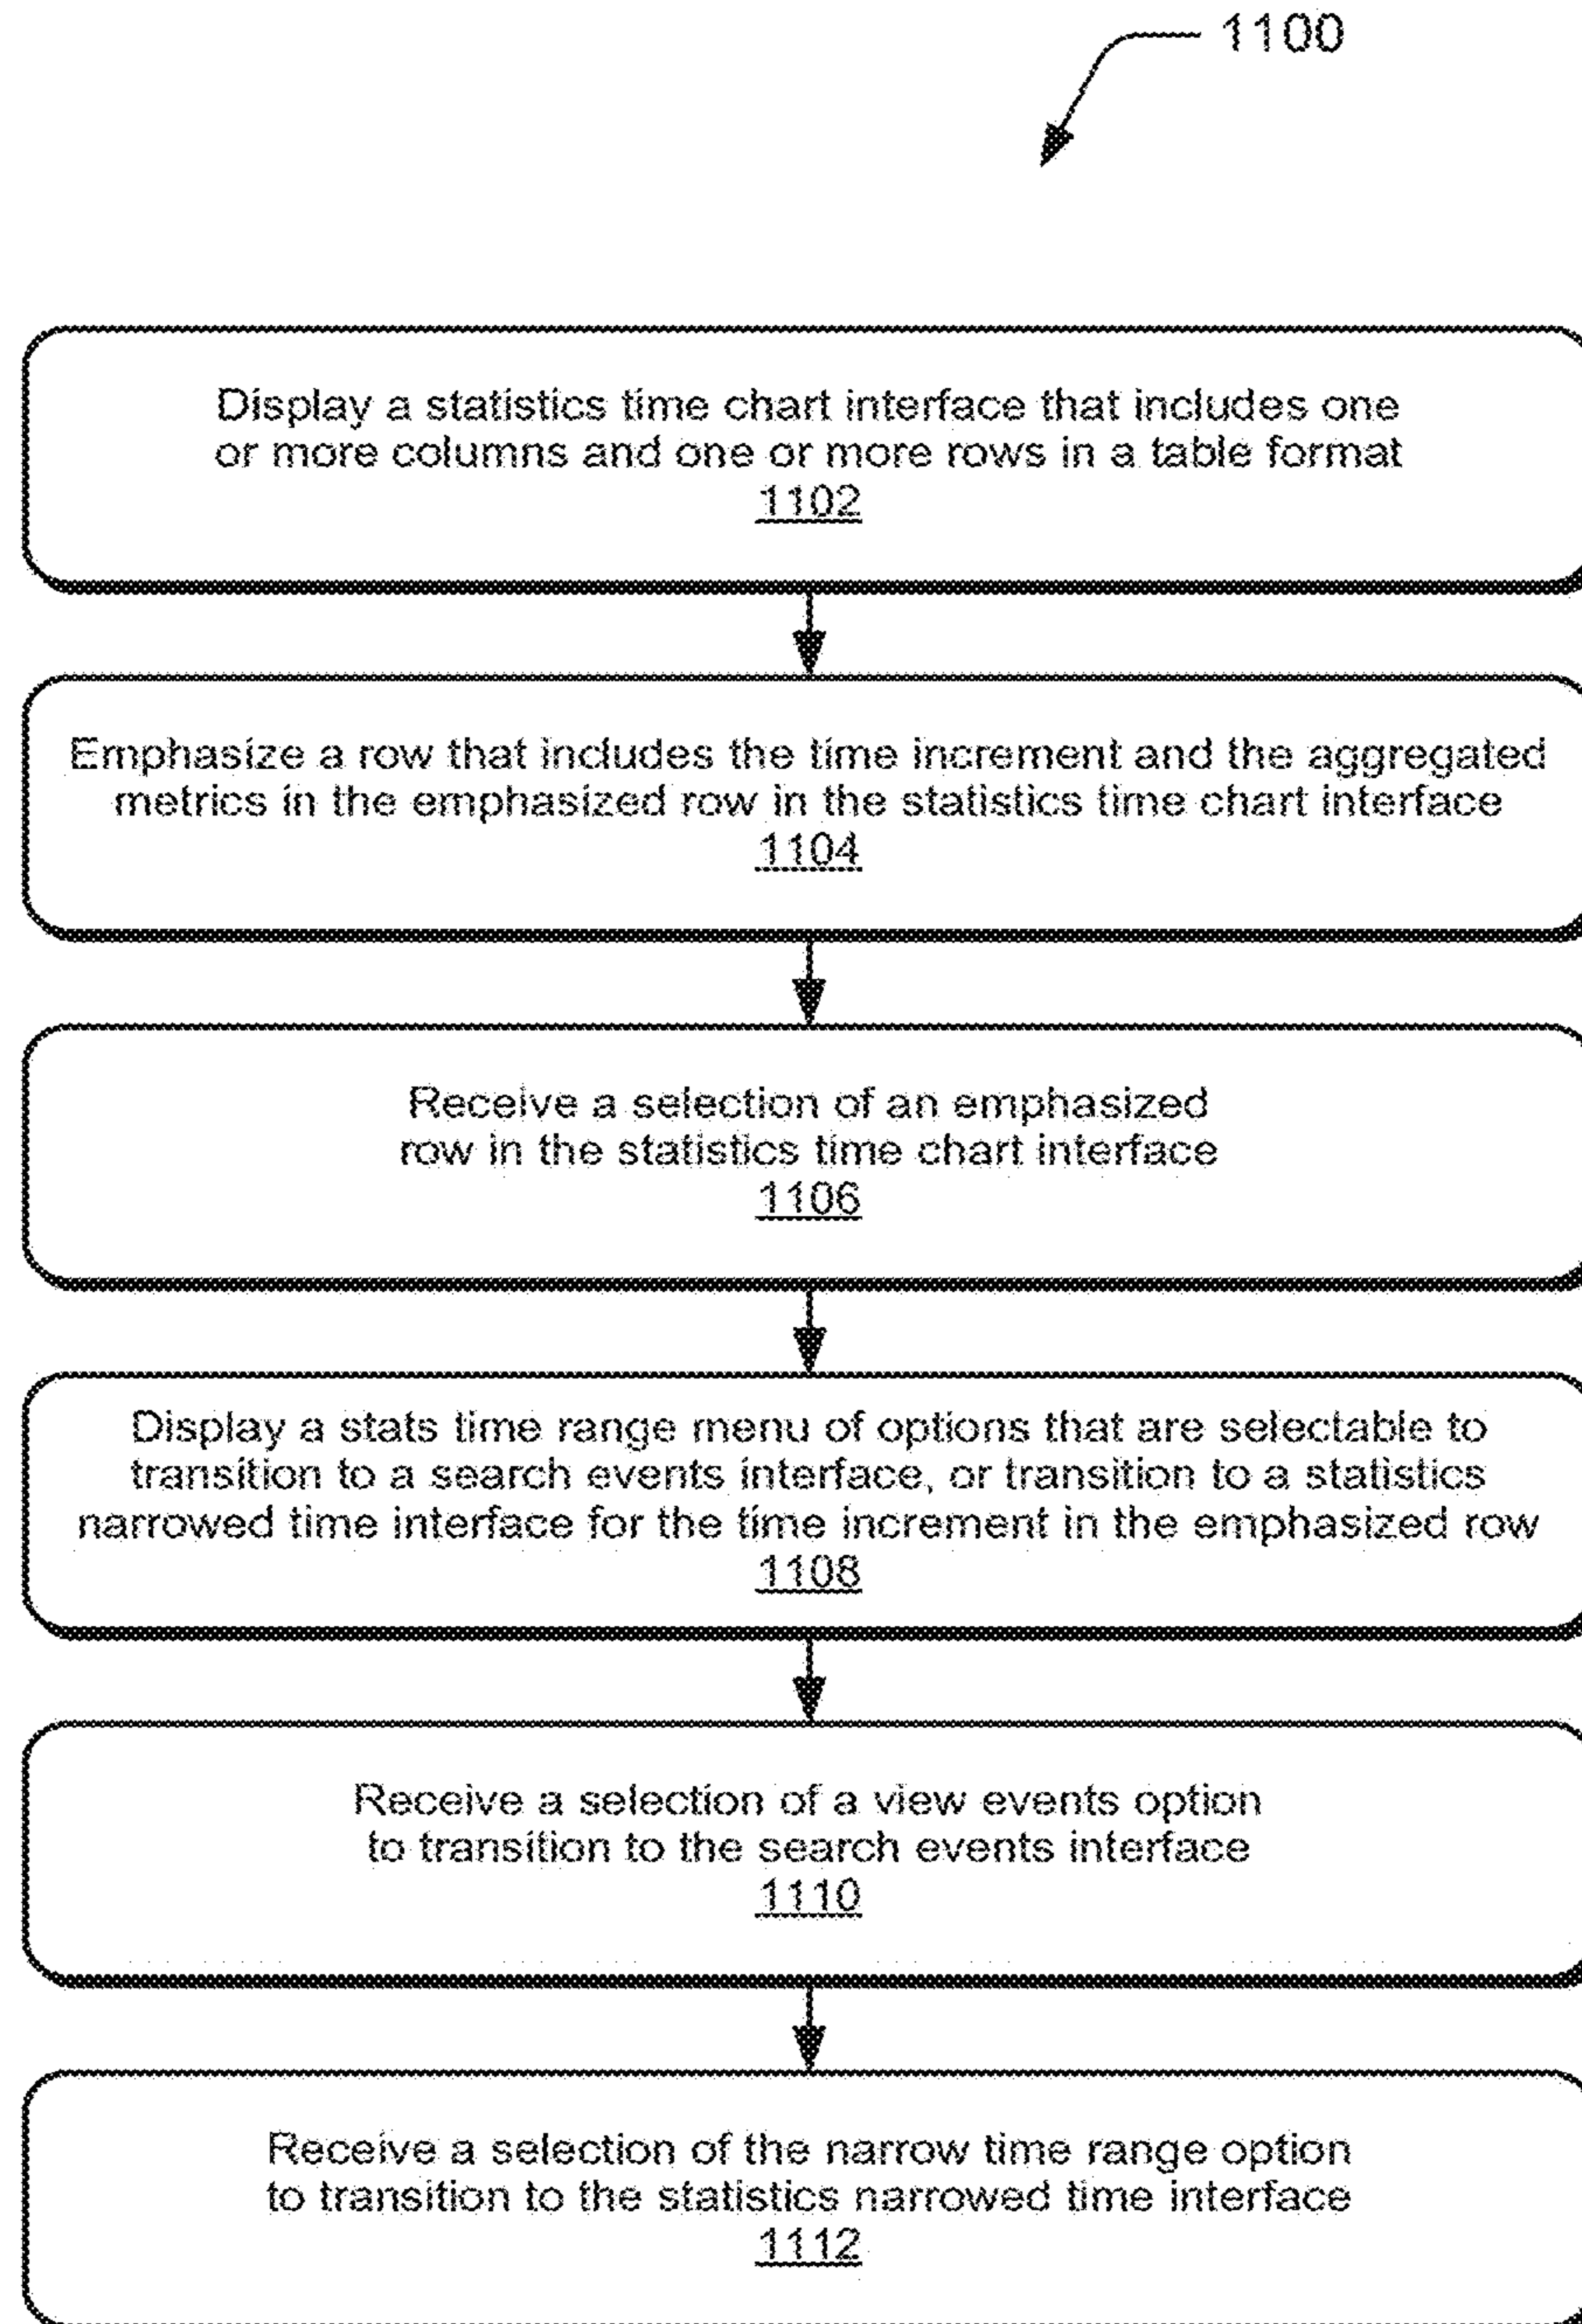 1100
Display a statistics time chart interface that includes one
or more columns and one or more rows in a table format
1102
Emphasize a row that includes the time increment and the aggregated
metrics in the emphasized row in the statistics time chart interface
1104
Receive a selection of an emphasized
row in the statistics time chart interface
1106
Display a stats time range menu of options that are selectable to
transition to a search events interface, or transition to a statistics
narrowed time interface for the time increment in the emphasized row
1108
Receive a selection of a view events option
to transition to the search events interface
1110
Receive a selection of the narrow time range option
to transition to the statistics narrowed time interface
1112